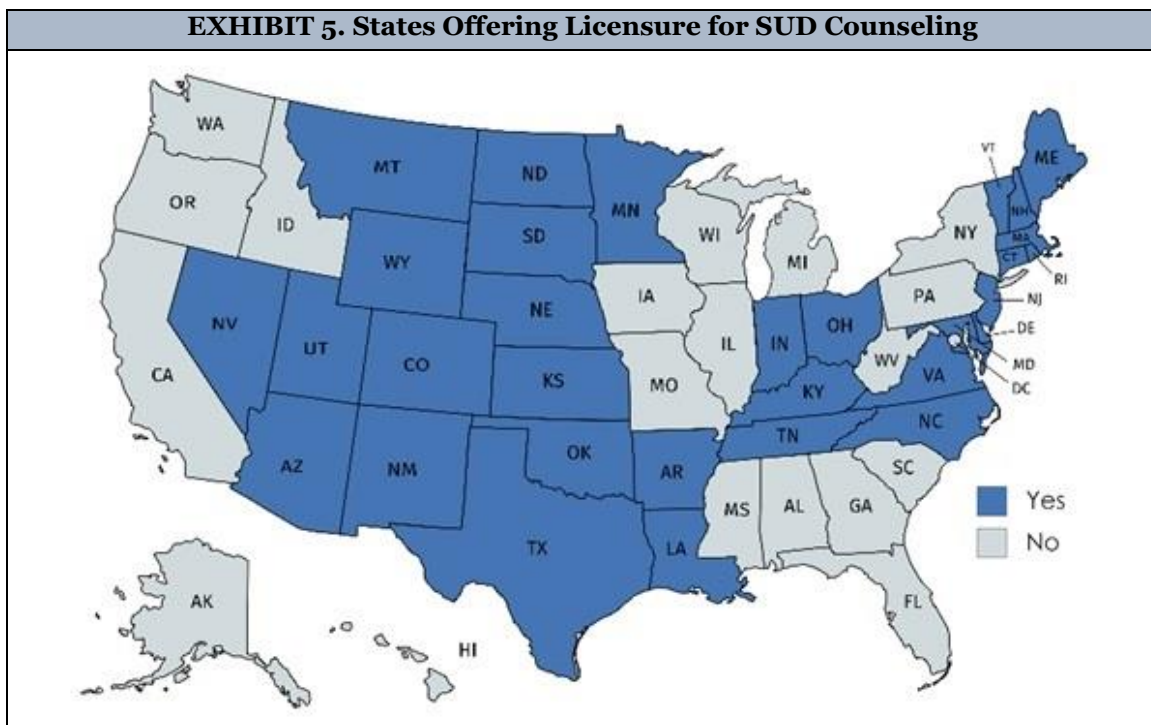 EXHIBIT 5. States Offering Licensure for SUD Counseling
WA
MT
ND
MN
VT
ME
OR
ID
SD
WI
MI
NY
NH
MA
CT
RI
WY
IA
PA
NJ
NV
NE
IL
IN
OH
DE
UT
CO
WV
MD
CA
KS
MO
KY
VA
DC
AZ
NM
OK
AR
TN
NC
SC
MS
AL
GA
Yes
TX
LA
No
AK
FL
HI